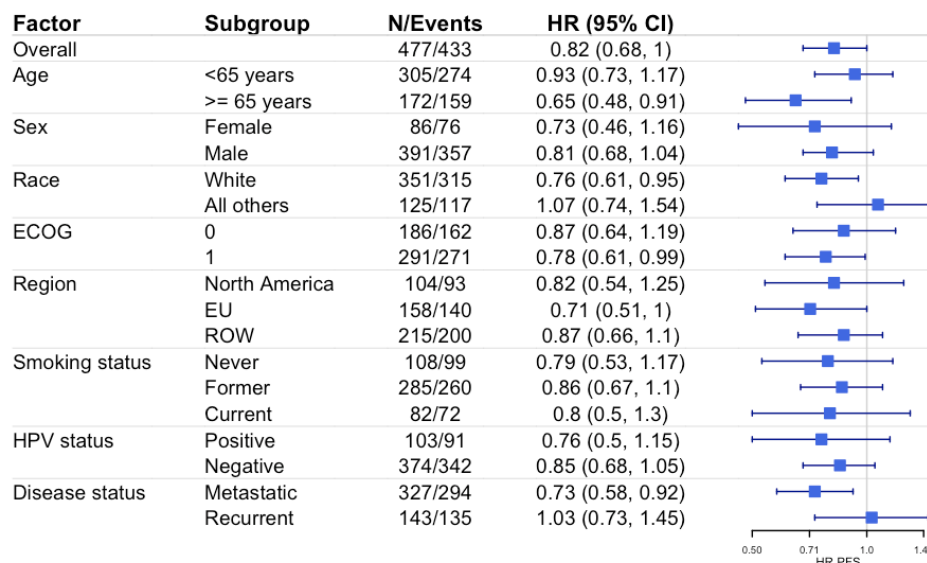 Factor Subgroup N/Events HR (95% CI)
Overall 477/433 0.82 (0.68, 1)
Age <65 years 305/274 0.93 (0.73, 1.17)
>= 65 years 172/159 0.65 (0.48, 0.91)
Sex Female 86/76 0.73 (0.46, 1.16)
Male 391/357 0.81 (0.68, 1.04)
Race White 351/315 0.76 (0.61, 0.95)
All others 125/117 1.07 (0.74, 1.54)
ECOG 0 186/162 0.87 (0.64, 1.19)
1 291/271 0.78 (0.61, 0.99)
Region North America 104/93 0.82 (0.54, 1.25)
EU 158/140 0.71 (0.51, 1)
ROW 215/200 0.87 (0.66, 1.1)
Smoking status Never 108/99 0.79 (0.53, 1.17)
Former 285/260 0.86 (0.67, 1.1)
Current 82/72 0.8 (0.5, 1.3)
HPV status Positive 103/91 0.76 (0.5, 1.15)
Negative 374/342 0.85 (0.68, 1.05)
Disease status Metastatic 327/294 0.73 (0.58, 0.92)
Recurrent 143/135 1.03 (0.73, 1.45)
0.50 0.71 1.0 1.4
HR PFS